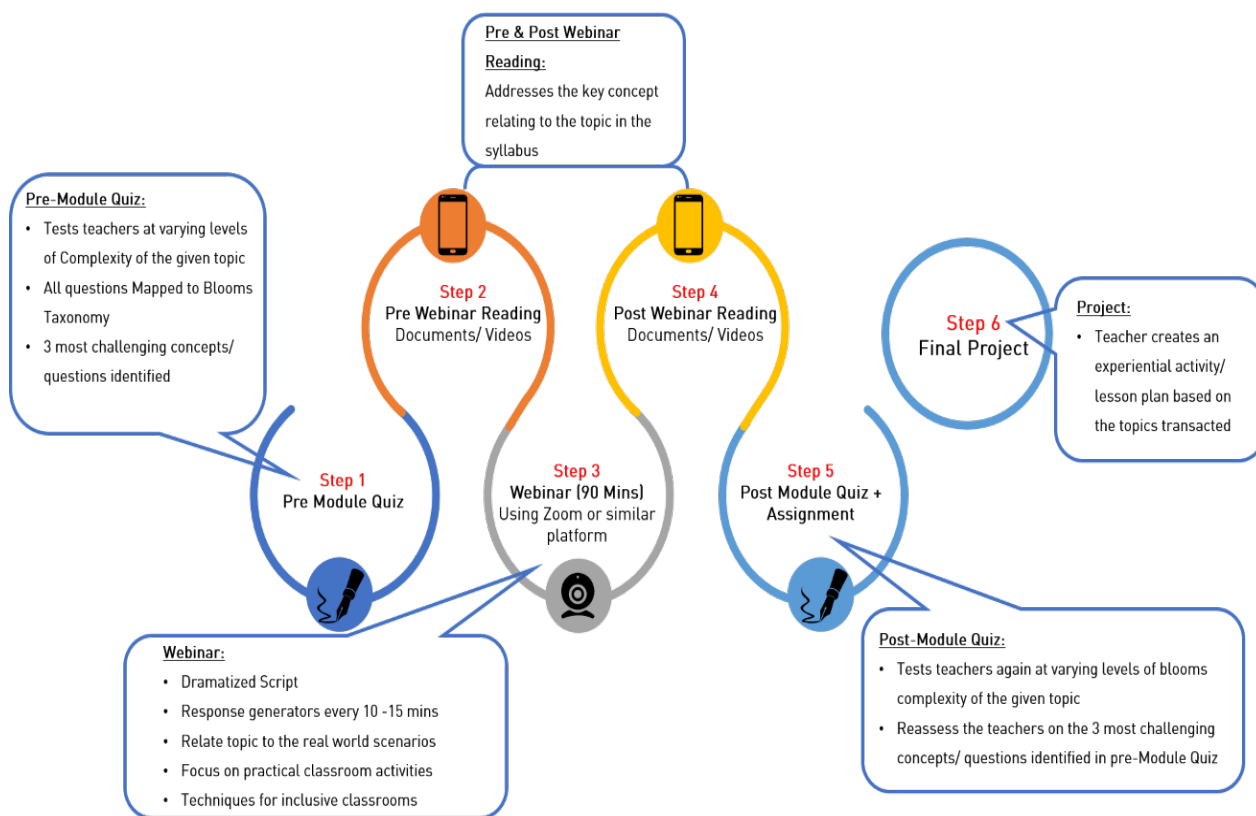 Pre & Post Webinar
Reading:
Addresses the key concept
relating to the topic in the
syllabus
Pre-Module Quiz:
• Tests teachers at varying levels
of Complexity of the given topic
• All questions Mapped to Blooms
Taxonomy
• 3 most challenging concepts/
questions identified
Step 1
Pre Module Quiz
Step 2
Pre Webinar Reading
Documents/ Videos
Step 3
Webinar (90 Mins)
Using Zoom or similar
platform
Step 4
Post Webinar Reading
Documents/ Videos
Step 5
Post Module Quiz +
Assignment
Step 6
Final Project
Project:
• Teacher creates an
experiential activity/
lesson plan based on
the topics transacted
Webinar:
• Dramatized Script
• Response generators every 10 -15 mins
• Relate topic to the real world scenarios
• Focus on practical classroom activities
• Techniques for inclusive classrooms
Post-Module Quiz:
• Tests teachers again at varying levels of blooms
complexity of the given topic
• Reassess the teachers on the 3 most challenging
concepts/ questions identified in pre-Module Quiz